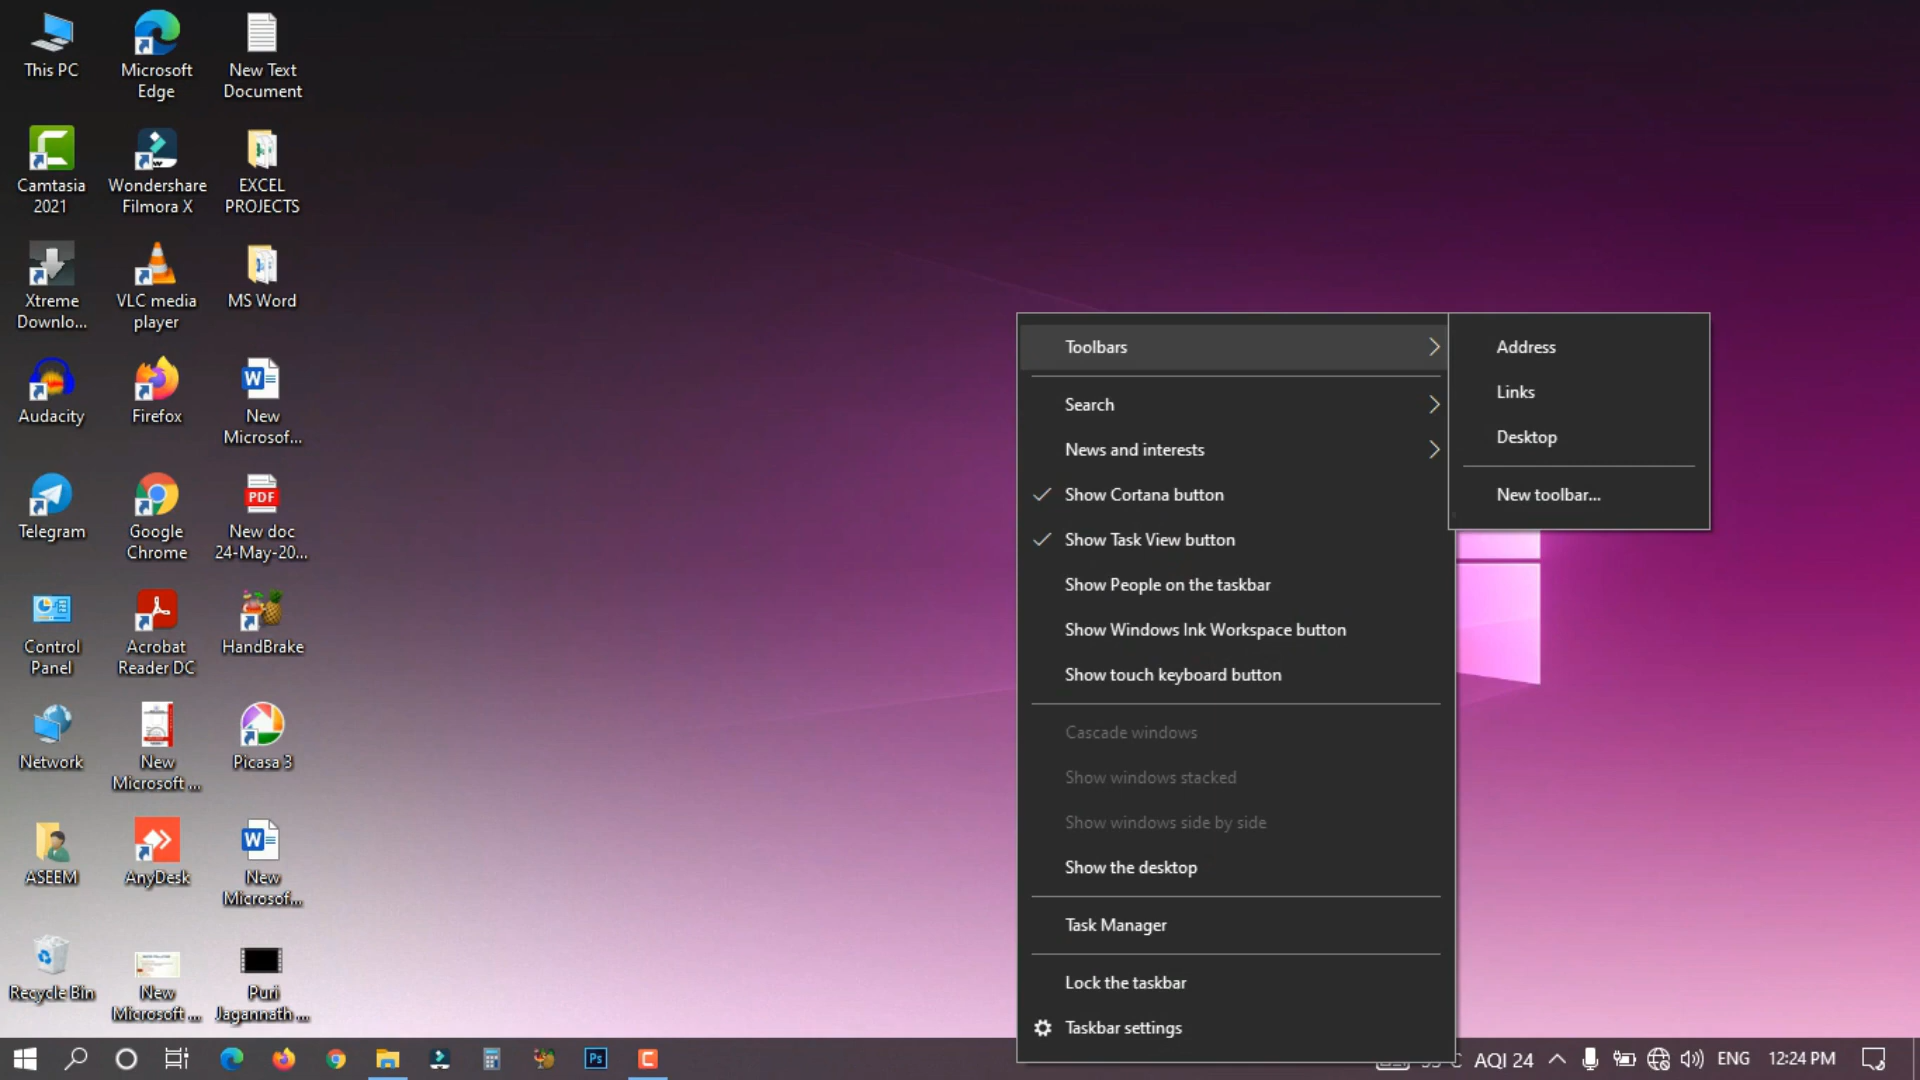 This PC
Microsoft
Edge
New Text
Document
Camtasia
2021
Wondershare
Filmora X
EXCEL
PROJECTS
Xtreme
Downlo...
VLC media
player
MS Word
Audacity
Firefox
New
Microsof...
Telegram
Google
Chrome
PDF
New doc
24-May-20...
Control
Panel
Acrobat
Reader DC
HandBrake
Network
New
Microsoft ...
Picasa 3
ASEEM
AnyDesk
New
Microsof...
Recycle Bin
New
Microsoft ...
Puri
Jagannath ...
Toolbars
Search
News and interests
Show Cortana button
Show Task View button
Show People on the taskbar
Show Windows Ink Workspace button
Show touch keyboard button
Cascade windows
Show windows stacked
Show windows side by side
Show the desktop
Task Manager
Lock the taskbar
Taskbar settings
Address
Links
Desktop
New toolbar...
Ps
AQI 24
ENG
12:24 PM